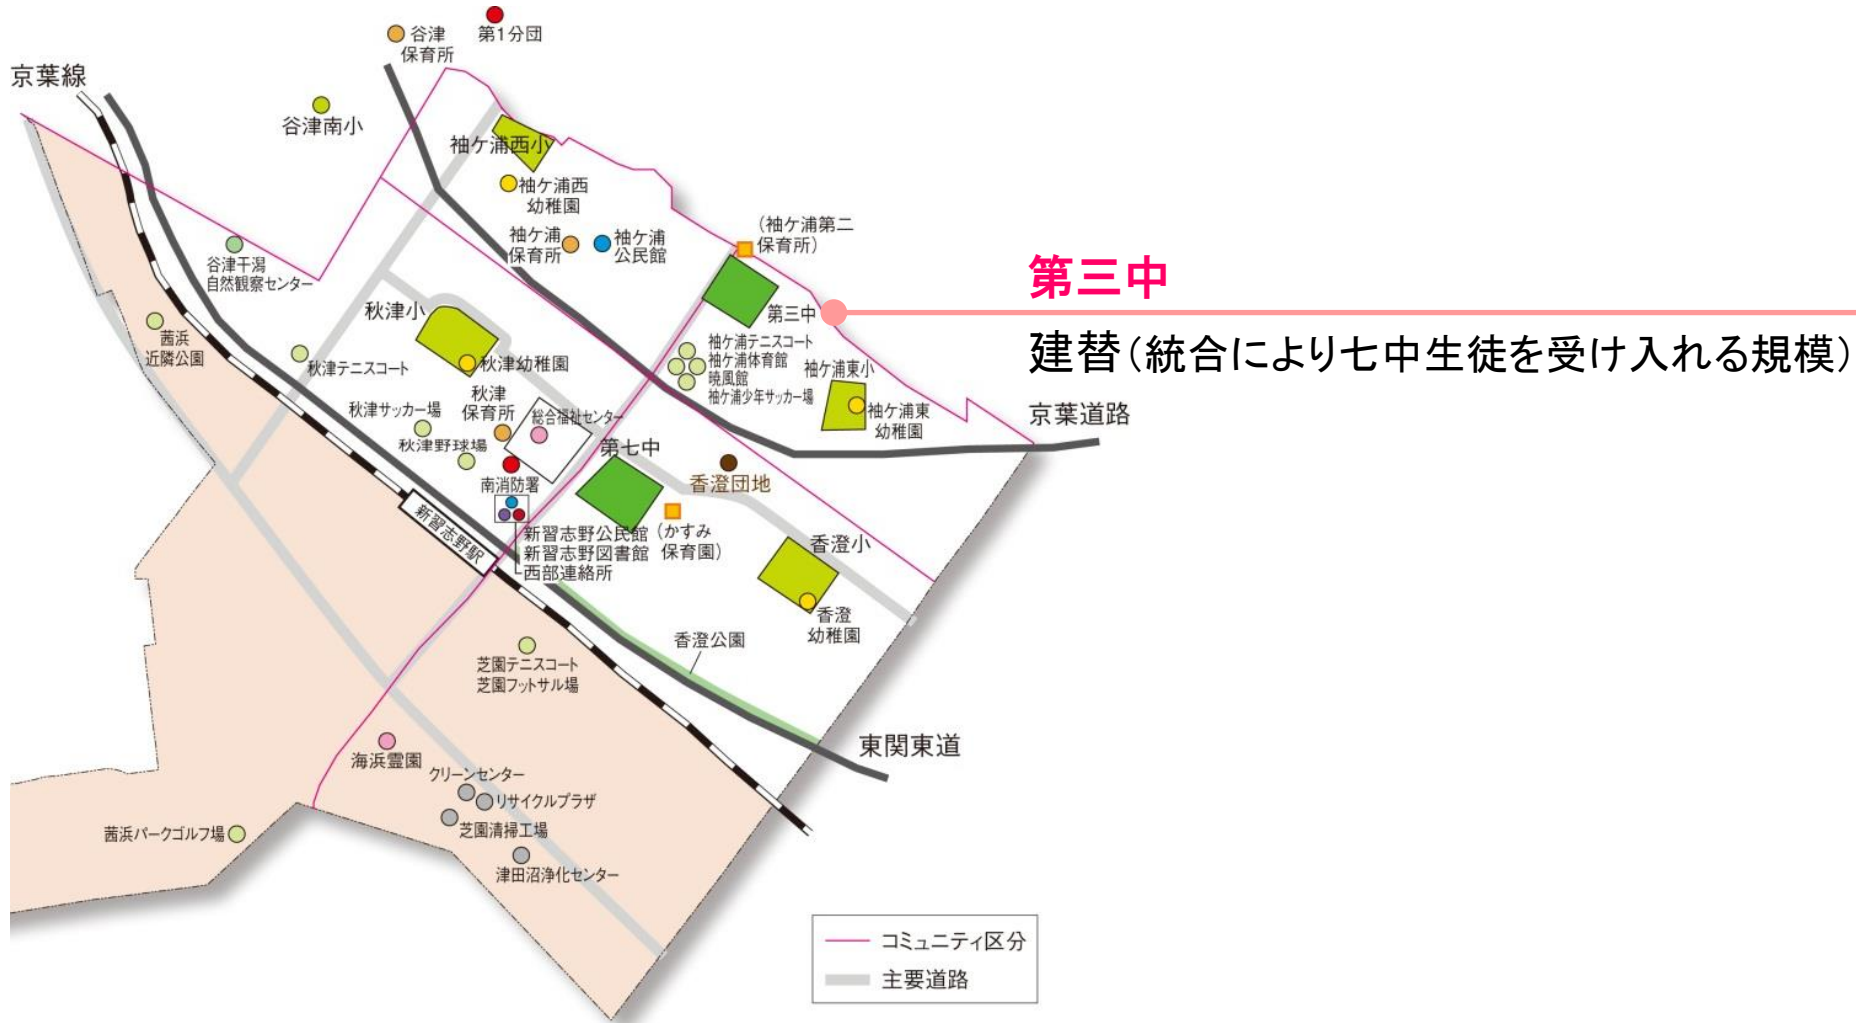 谷津
保育所
第1分団
京葉線
谷津南小
袖ケ浦西小
袖ケ浦西
幼稚園
袖ケ浦
保育所
袖ケ浦
公民館
(袖ケ浦第二
保育所)
谷津干潟
自然観察センター
第三中
第三中
建替(統合により七中生徒を受け入れる規模)
秋津小
茜浜
近隣公園
秋津テニスコート
秋津幼稚園
袖ケ浦テニスコート
袖ケ浦体育館
暁風館
袖ケ浦少年サッカー場
袖ケ浦東小
袖ケ浦東
幼稚園
京葉道路
秋津
保育所
総合福祉センター
秋津サッカー場
秋津野球場
第七中
南消防署
香澄団地
新習志野駅
新習志野公民館
新習志野図書館
西部連絡所
(かすみ
保育園)
香澄小
香澄
幼稚園
香澄公園
芝園テニスコート
芝園フットサル場
東関東道
海浜霊園
クリーンセンター
リサイクルプラザ
芝園清掃工場
茜浜パークゴルフ場
津田沼浄化センター
コミュニティ区分
主要道路